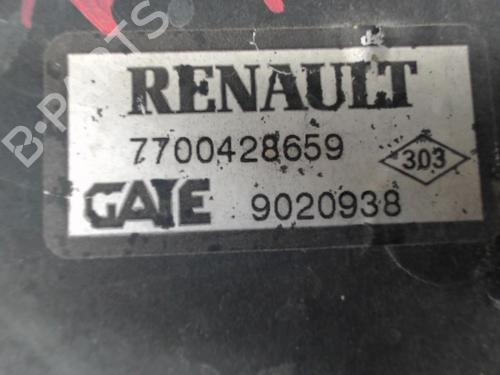 B-PARTS
RENAULT
7700428659
303
GATE 9020938